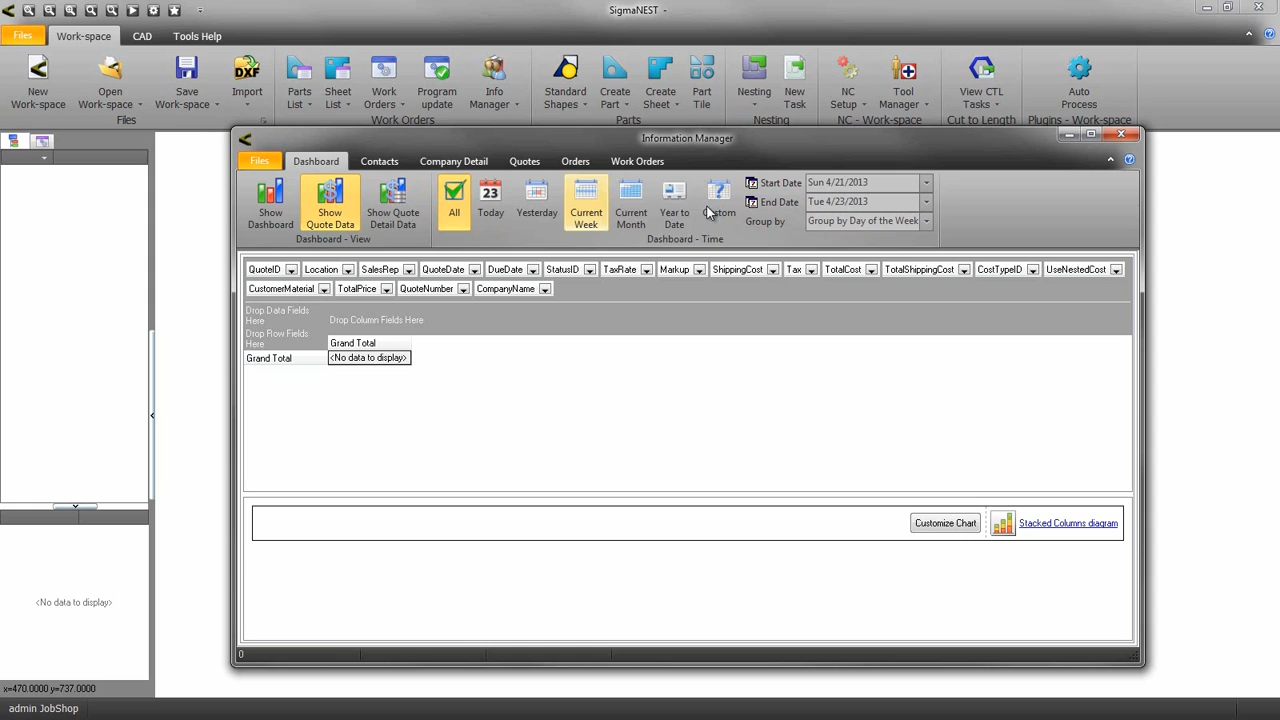 SigmaNEST -
Files Work-space CAD Tools Help
New Work-space
Open Work-space
Save Work-space
Import
DXF
Files
Parts List
Sheet List
Work Orders
Program update
Info Manager
Work Orders
Standard Shapes
Create Part
Create Sheet
Part Tile
Parts
Nesting
New Task
Nesting
NC Setup
Tool Manager
NC - Work-space
View CTL Tasks
Cut to Length
Auto Process
Plugins - Work-space
Information Manager
Files Dashboard Contacts Company Detail Quotes Orders Work Orders
Show Dashboard
Show Quote Data
Show Quote Detail Data
Dashboard - View
All
23
Today
Yesterday
Current Week
Current Month
Year to Date
Custom
Dashboard - Time
Start Date Sun 4/21/2013
End Date Tue 4/23/2013
Group by Group by Day of the Week
QuoteID Location SalesRep QuoteDate DueDate StatusID TaxRate Markup ShippingCost Tax TotalCost TotalShippingCost CostTypeID UseNestedCost
CustomerMaterial TotalPrice QuoteNumber CompanyName
Drop Data Fields Here
Drop Column Fields Here
Drop Row Fields Here
Grand Total
Grand Total <No data to display>
Customize Chart Stacked Columns diagram
0
<No data to display>
x=470.0000 y=737.0000
admin JobShop